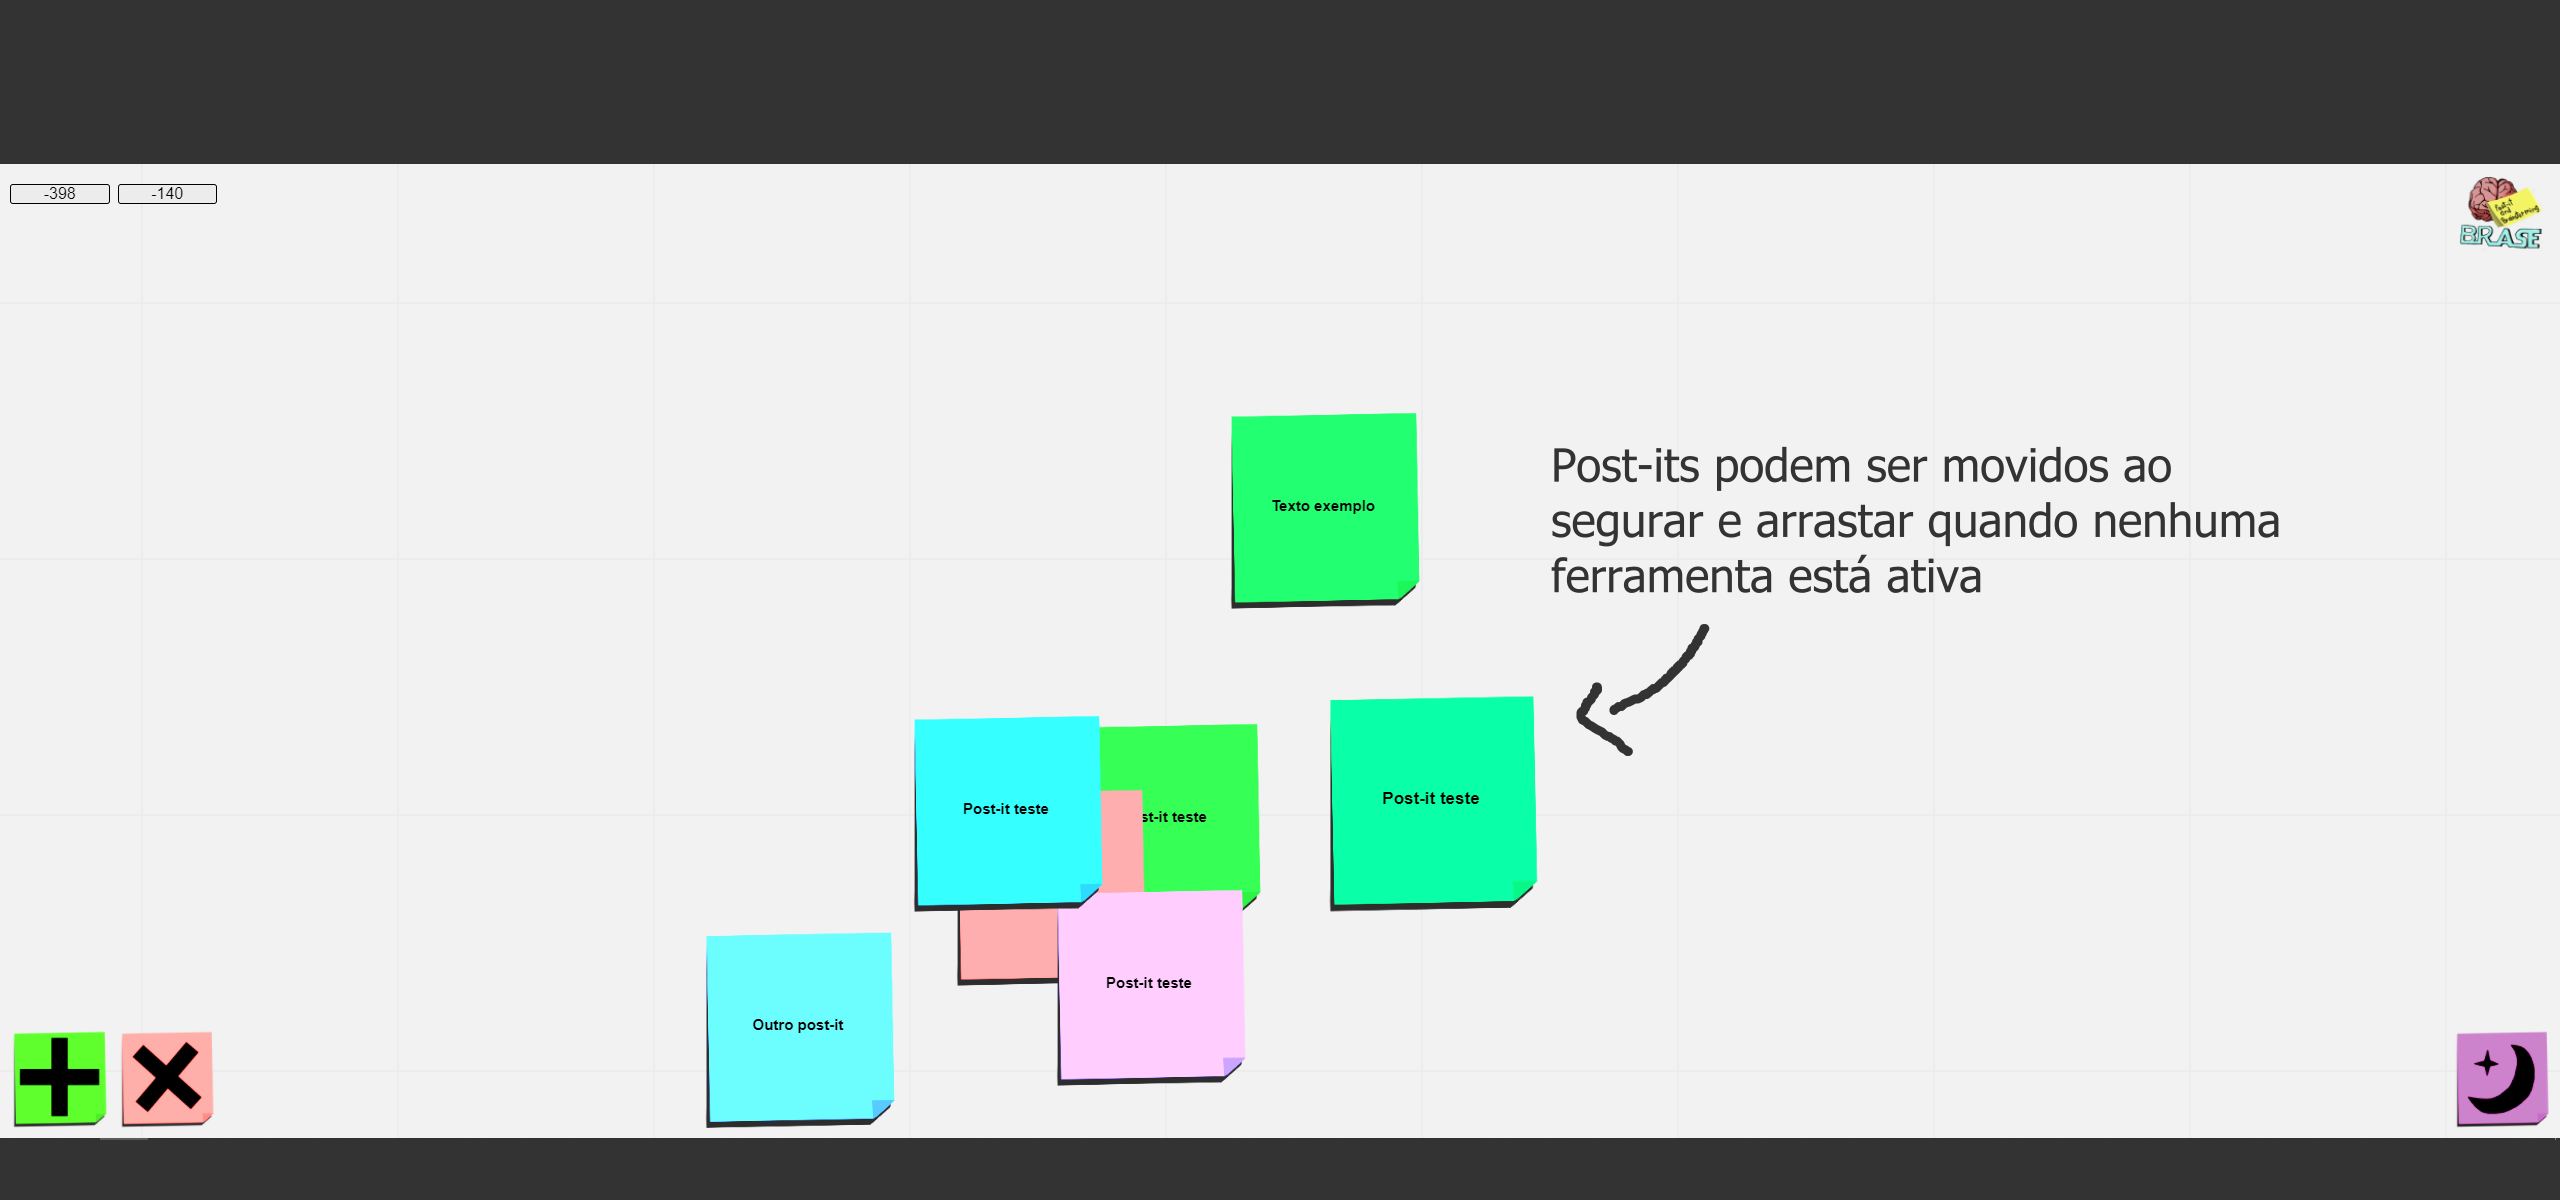 -398 -140
BRASE
Texto exemplo
Post-its podem ser movidos ao
segurar e arrastar quando nenhuma
ferramenta está ativa
Post-it teste
st-it teste
Post-it teste
Post-it teste
Outro post-it